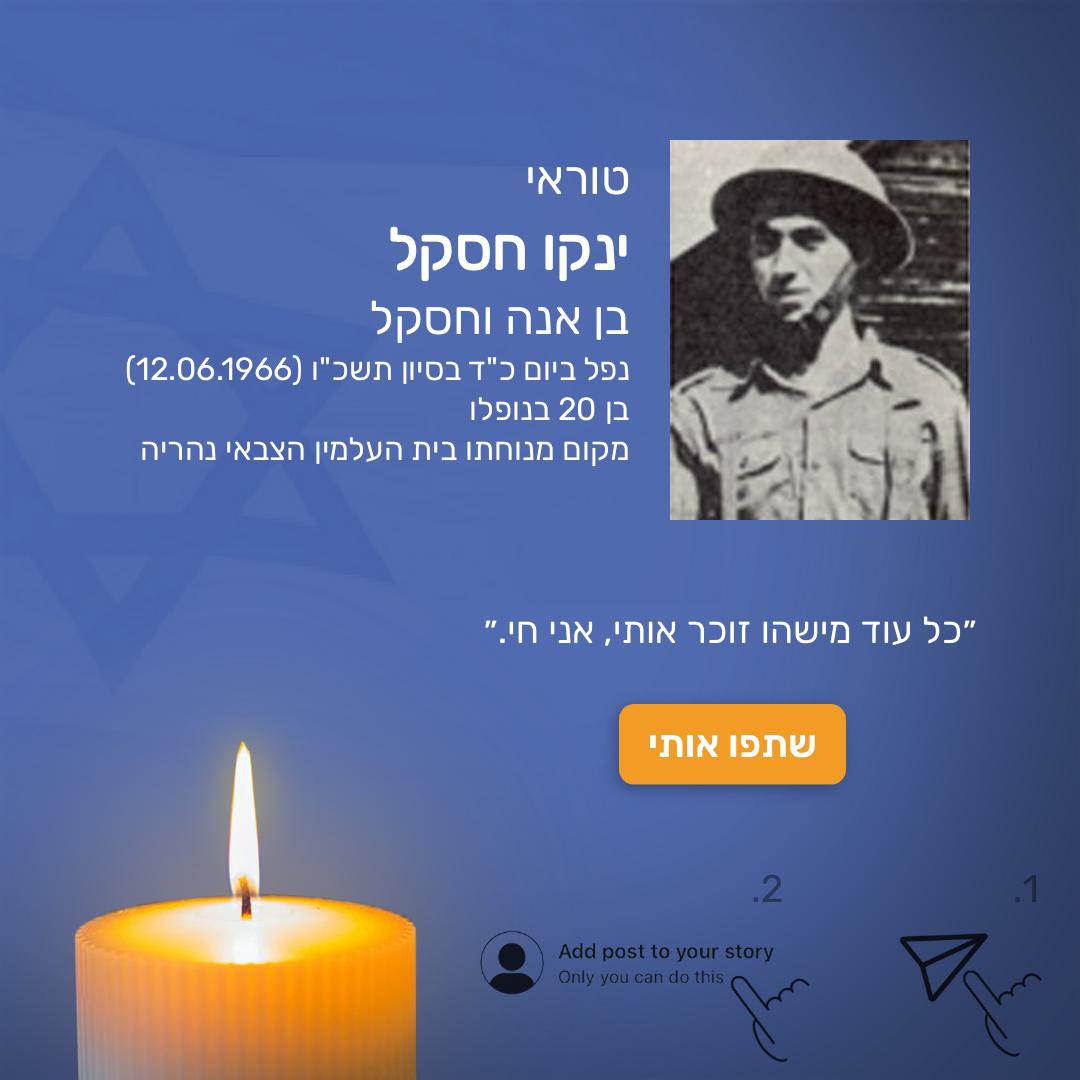 טוראי
ינקו חסקל
בן אנה וחסקל
נפל ביום כ"ד בסיון תשכ"ו (12.06.1966)
בן 20 בנופלו
מקום מנוחתו בית העלמין הצבאי נהריה
״כל עוד מישהו זוכר אותי, אני חי.״
שתפו אותי
.1
.2
Add post to your story
Only you can do this